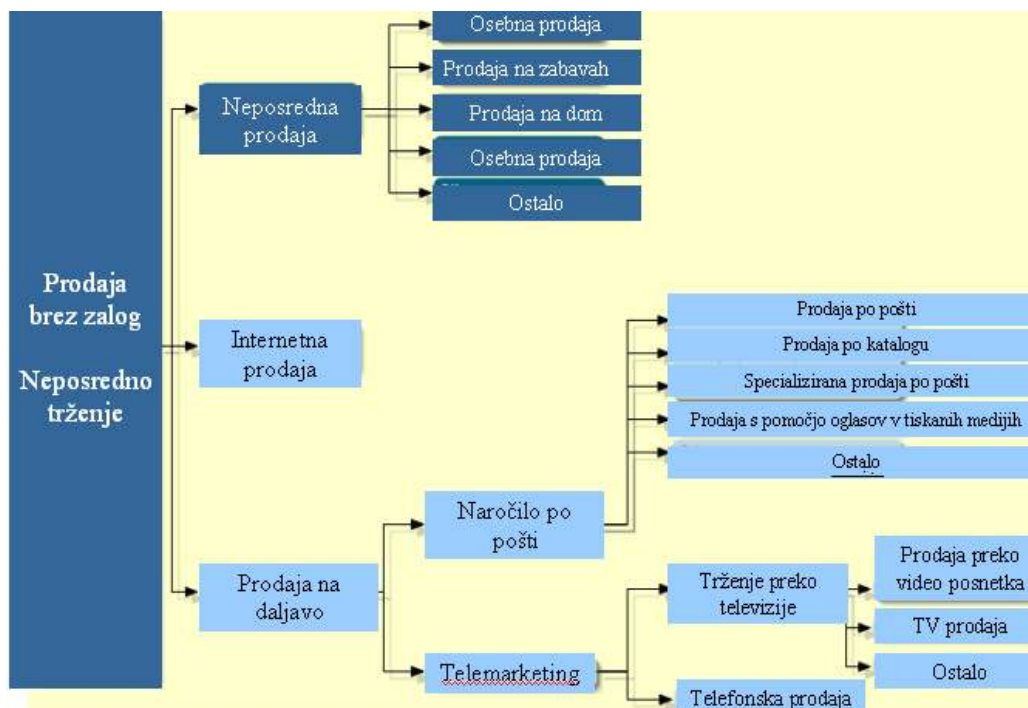 Prodaja
brez zalog
Neposredno
trženje
Neposredna
prodaja
Osebna prodaja
Prodaja na zabavah
Prodaja na dom
Osebna prodaja
Ostalo
Internetna
prodaja
Prodaja na
daljavo
Naročilo po
pošti
Prodaja po pošti
Prodaja po katalogu
Specializirana prodaja po pošti
Prodaja s pomočjo oglasov v tiskanih medijih
Ostalo
Telemarketing
Trženje preko
televizije
Prodaja preko
video posnetka
TV prodaja
Ostalo
Telefonska prodaja